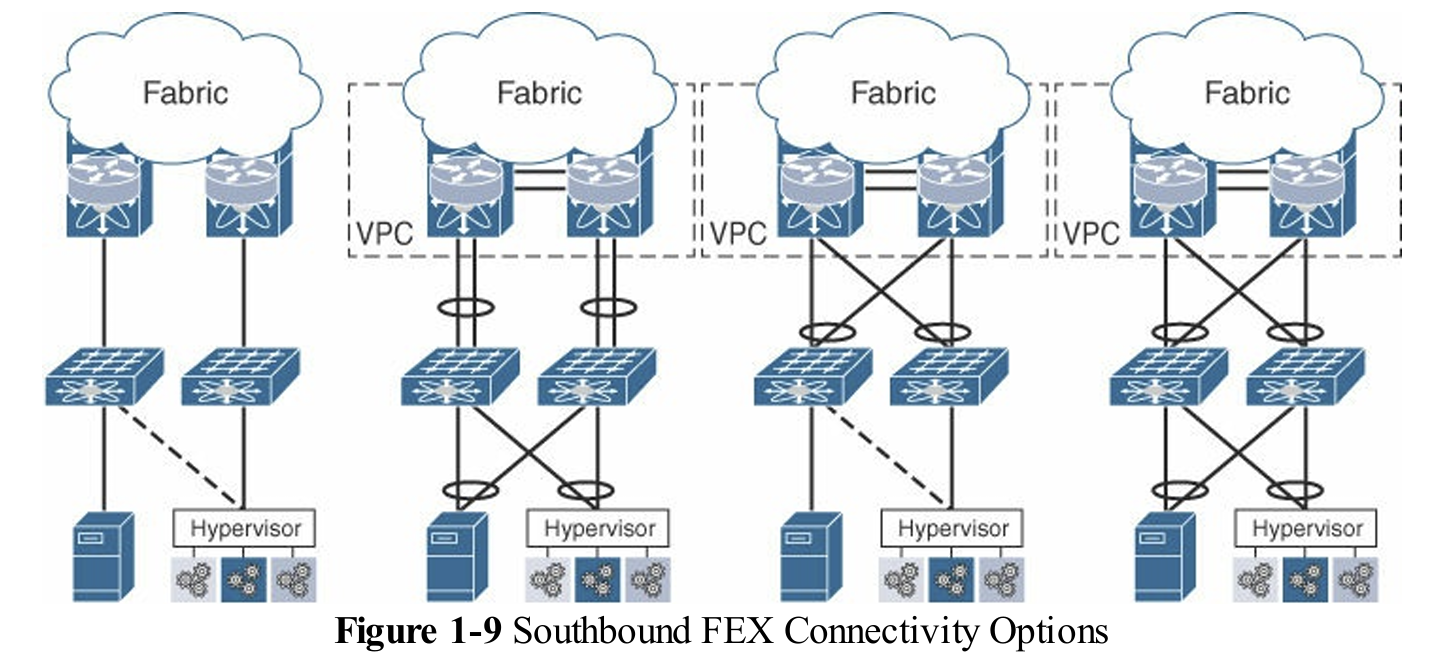 Fabric
Fabric
Fabric
Fabric
VPC
VPC
VPC
Hypervisor
Hypervisor
Hypervisor
Hypervisor
Figure 1-9 Southbound FEX Connectivity Options